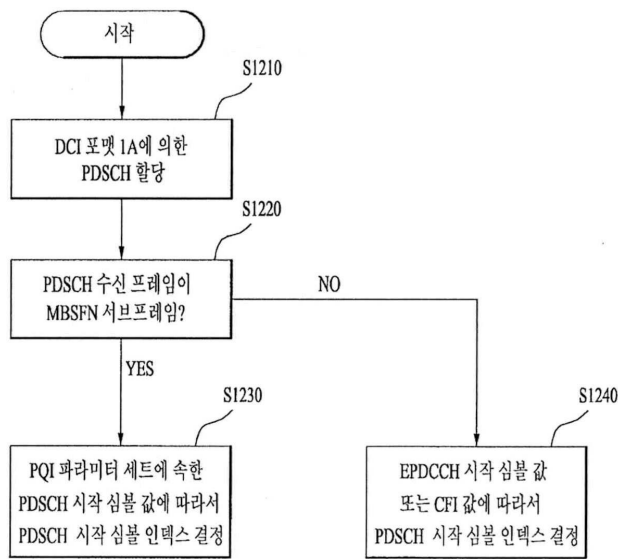 시작
S1210
DCI 포맷 1A에 의한
PDSCH 할당
S1220
PDSCH 수신 프레임이
MBSFN 서브프레임?
NO
YES
S1230
PQI 파라미터 세트에 속한
PDSCH 시작 심볼 값에 따라서
PDSCH 시작 심볼 인덱스 결정
S1240
EPDCCH 시작 심볼 값
또는 CFI 값에 따라서
PDSCH 시작 심볼 인덱스 결정